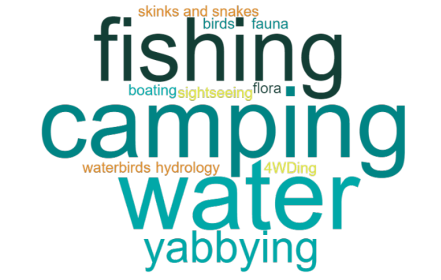 skinks and snakes
birds fauna
fishing
boating sightseeing flora
camping
waterbirds hydrology 4WDing
water
yabbying